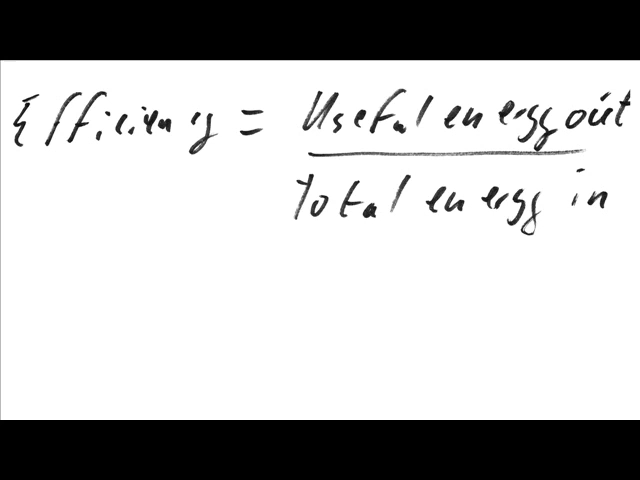 Efficiency = Useful energy out
total energy in